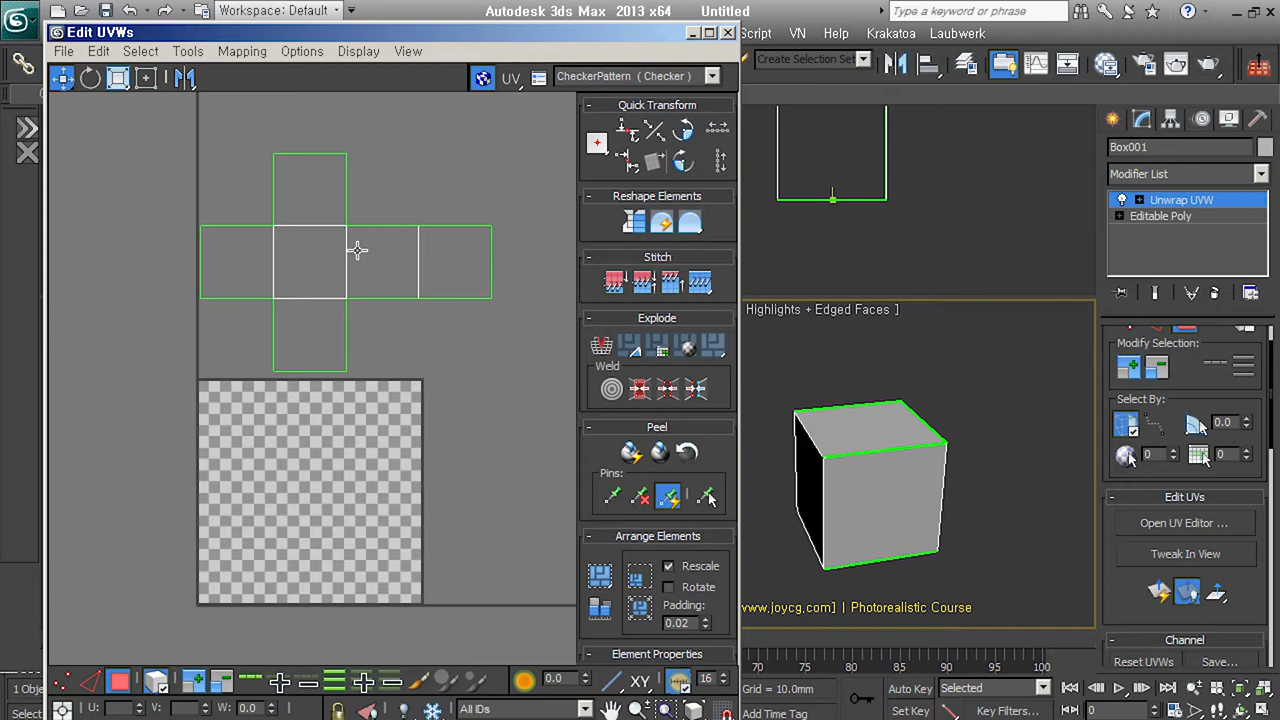 Workspace: Default
Autodesk 3ds Max 2013 x64
Untitled
Type a keyword or phrase
Edit UVWs
Script
VN
Help
Krakatoa
Laubwerk
File
Edit
Select
Tools
Mapping
Options
Display
View
Create Selection Set
UV
CheckerPattern ( Checker )
Quick Transform
Reshape Elements
Stitch
Explode
Weld
Peel
Pins:
Arrange Elements
Rescale
Rotate
Padding:
0.02
Element Properties
Box001
Modifier List
Unwrap UVW
Editable Poly
Highlights + Edged Faces ]
Modify Selection:
Select By:
0.0
0
0
Edit UVs
Open UV Editor ...
Tweak In View
Channel
Reset UVWs
Save...
www.joycg.com] | Photorealistic Course
70 75 80 85 90 95 100
0.0
XY
16
1 Obje
Grid = 10.0mm
Auto Key
Selected
U:
V:
W: 0.0
All IDs
Add Time Tag
Set Key
Key Filters...
0